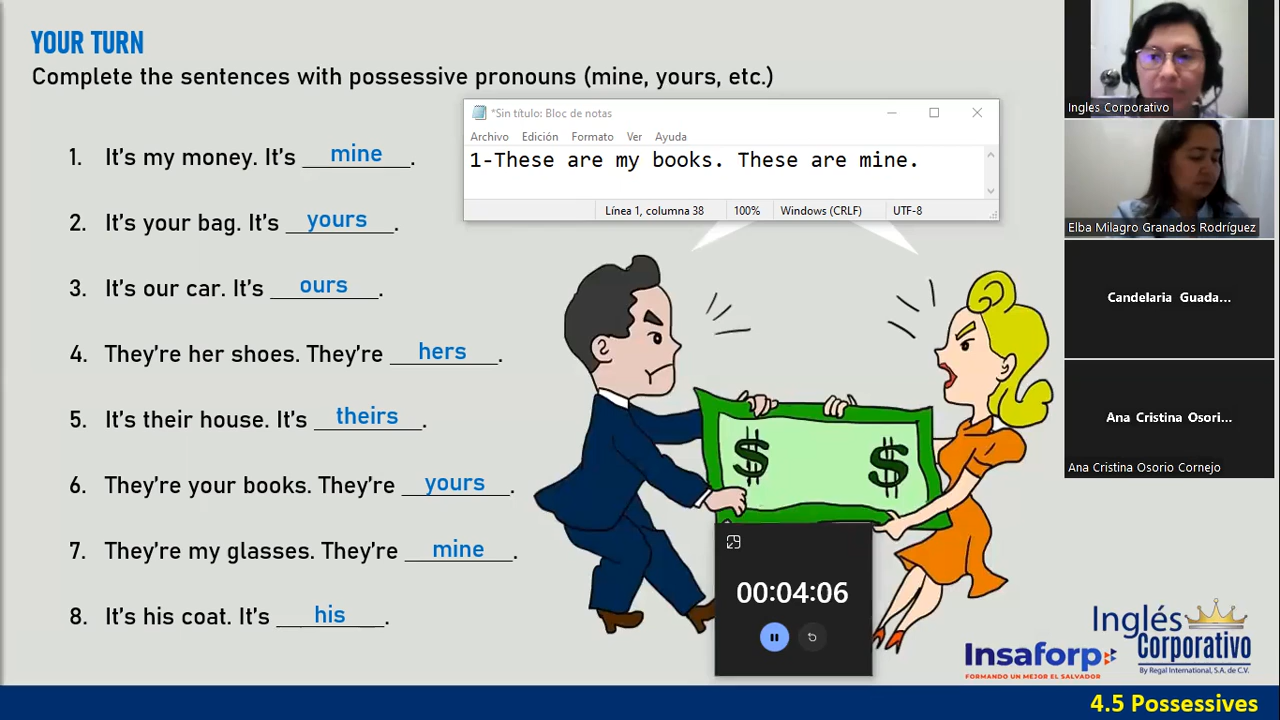 YOUR TURN
Complete the sentences with possessive pronouns (mine, yours, etc.)
1. It's my money. It's mine.
2. It's your bag. It's yours.
3. It's our car. It's ours.
4. They're her shoes. They're hers.
5. It's their house. It's theirs.
6. They're your books. They're yours.
7. They're my glasses. They're mine.
8. It's his coat. It's his.
*Sin título: Bloc de notas
Archivo Edición Formato Ver Ayuda
1-These are my books. These are mine.
Línea 1, columna 38 100% Windows (CRLF) UTF-8
$ $
00:04:06
Ingles Corporativo
Elba Milagro Granados Rodríguez
Candelaria Guada...
Ana Cristina Osori...
Ana Cristina Osorio Cornejo
Insaforp
FORMANDO UN MEJOR EL SALVADOR
Inglés
Corporativo
By Regal International, S.A. de C.V.
4.5 Possessives